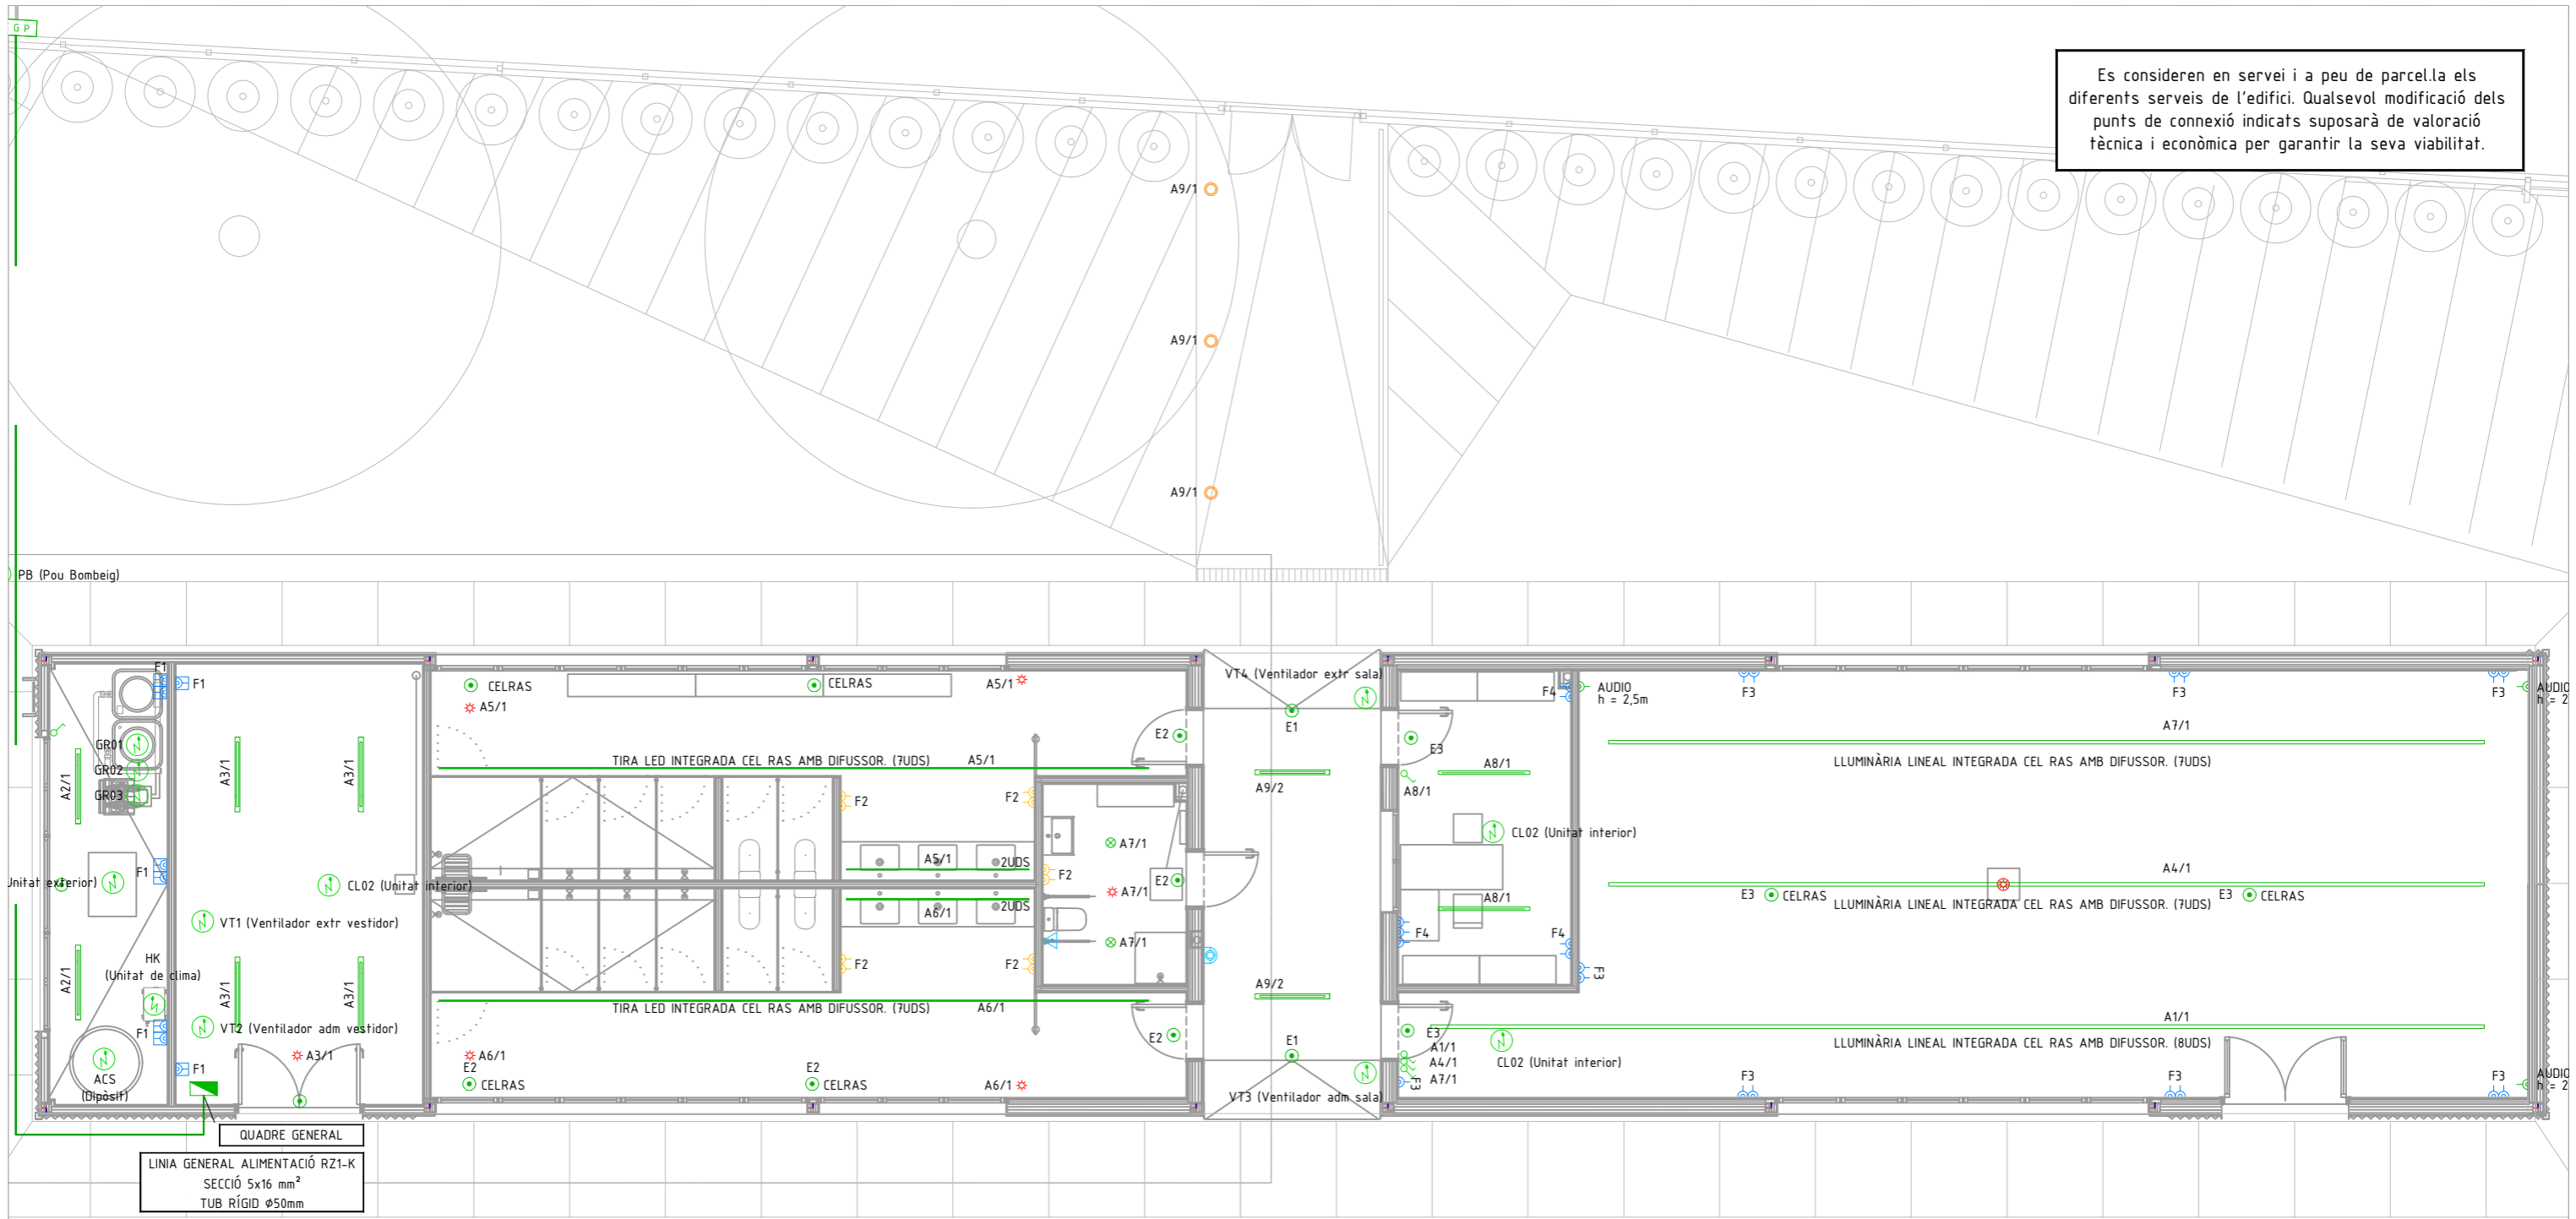 GP
Es consideren en servei i a peu de parcel.la els
diferents serveis de l'edifici. Qualsevol modificació dels
punts de connexió indicats suposarà de valoració
tècnica i econòmica per garantir la seva viabilitat.
A9/1
A9/1
A9/1
PB (Pou Bombeig)
F1
F1
CELRAS
CELRAS
A5/1
A5/1
VT4 (Ventilador extr sala)
E1
F4
AUDIO
h = 2,5m
F3
F3
F3
AUDIO
h = 2
GR01
GR02
GR03
A2/1
A3/1
A3/1
TIRA LED INTEGRADA CEL RAS AMB DIFUSSOR. (7UDS)
A5/1
E2
E3
A7/1
LLUMINÀRIA LINEAL INTEGRADA CEL RAS AMB DIFUSSOR. (7UDS)
A9/2
A8/1
A8/1
F2
F2
A7/1
CL02 (Unitat interior)
Unitat exterior)
F1
CL02 (Unitat interior)
A5/1
2UDS
F2
A7/1
E2
A8/1
A4/1
E3
CELRAS
LLUMINÀRIA LINEAL INTEGRADA CEL RAS AMB DIFUSSOR. (7UDS)
E3
CELRAS
VT1 (Ventilador extr vestidor)
A6/1
2UDS
A7/1
F4
F4
HK
(Unitat de clima)
F2
F2
F3
A2/1
A3/1
A3/1
A9/2
TIRA LED INTEGRADA CEL RAS AMB DIFUSSOR. (7UDS)
A6/1
A1/1
VT2 (Ventilador adm vestidor)
F1
E2
E1
E3
A1/1
A4/1
A7/1
LLUMINÀRIA LINEAL INTEGRADA CEL RAS AMB DIFUSSOR. (8UDS)
CL02 (Unitat interior)
A3/1
A6/1
E2
CELRAS
E2
CELRAS
A6/1
F1
ACS
(Dipòsit)
VT3 (Ventilador adm sala)
F3
F3
F3
F3
AUDIO
h = 2
QUADRE GENERAL
LINIA GENERAL ALIMENTACIÓ RZ1-K
SECCIÓ 5x16 mm²
TUB RÍGID Ø50mm